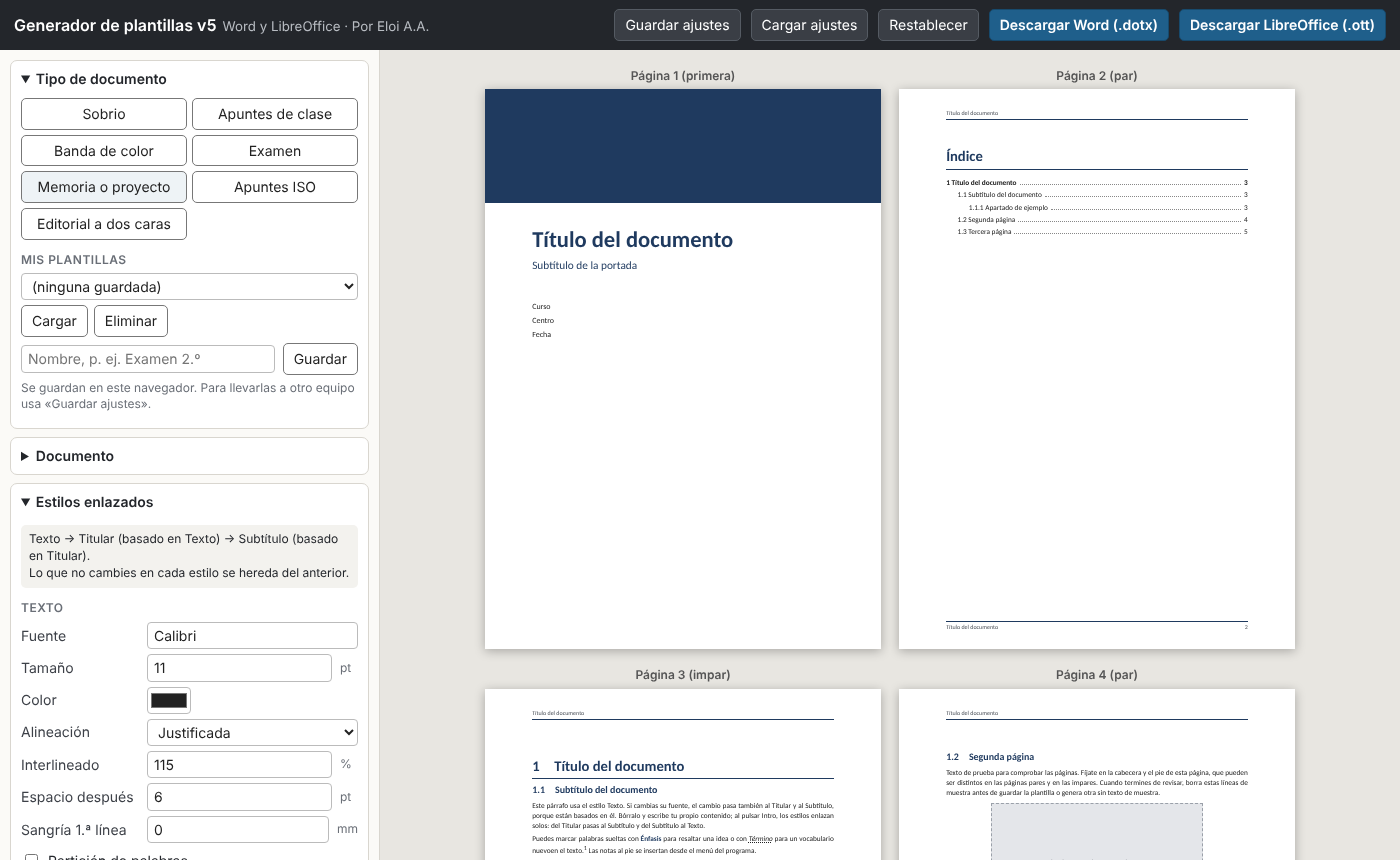 Generador de plantillas v5 Word y LibreOffice · Por Eloi A.A.
Guardar ajustes
Cargar ajustes
Restablecer
Descargar Word (.dotx)
Descargar LibreOffice (.ott)
▼ Tipo de documento
Sobrio
Apuntes de clase
Banda de color
Examen
Memoria o proyecto
Apuntes ISO
Editorial a dos caras
MIS PLANTILLAS
(ninguna guardada)
Cargar
Eliminar
Nombre, p. ej. Examen 2.º
Guardar
Se guardan en este navegador. Para llevarlas a otro equipo
usa «Guardar ajustes».
▶ Documento
▼ Estilos enlazados
Texto → Titular (basado en Texto) → Subtítulo (basado
en Titular).
Lo que no cambies en cada estilo se hereda del anterior.
TEXTO
Fuente
Calibri
Tamaño
11
pt
Color
Alineación
Justificada
Interlineado
115
%
Espacio después
6
pt
Sangría 1.ª línea
0
mm
Partición de palabras
Página 1 (primera)
Título del documento
Subtítulo de la portada
Curso
Centro
Fecha
Página 2 (par)
Título del documento
Índice
1 Título del documento 3
1.1 Subtítulo del documento 3
1.1.1 Apartado de ejemplo 3
1.2 Segunda página 4
1.3 Tercera página 5
Título del documento
2
Página 3 (impar)
Título del documento
1 Título del documento
1.1 Subtítulo del documento
Este párrafo usa el estilo Texto. Si cambias su fuente, el cambio pasa también al Titular y al Subtítulo,
porque están basados en él. Bórralo y escribe tu propio contenido; al pulsar Intro, los estilos enlazan
solos: del Titular pasas al Subtítulo y del Subtítulo al Texto.
Puedes marcar palabras sueltas con Énfasis para resaltar una idea o con Término para un vocabulario
nuevoen el texto.1 Las notas al pie se insertan desde el menú del programa.
Página 4 (par)
Título del documento
1.2 Segunda página
Texto de prueba para comprobar las páginas. Fíjate en la cabecera y el pie de esta página, que pueden
ser distintos en las páginas pares y en las impares. Cuando termines de revisar, borra estas líneas de
muestra antes de guardar la plantilla o genera otra sin texto de muestra.